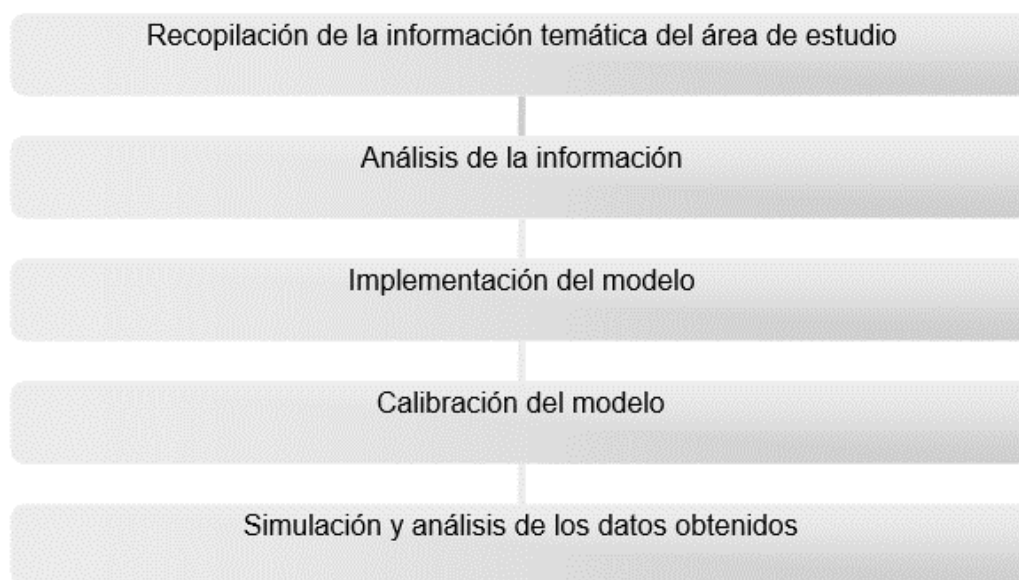 Recopilación de la información temática del área de estudio
Análisis de la información
Implementación del modelo
Calibración del modelo
Simulación y análisis de los datos obtenidos